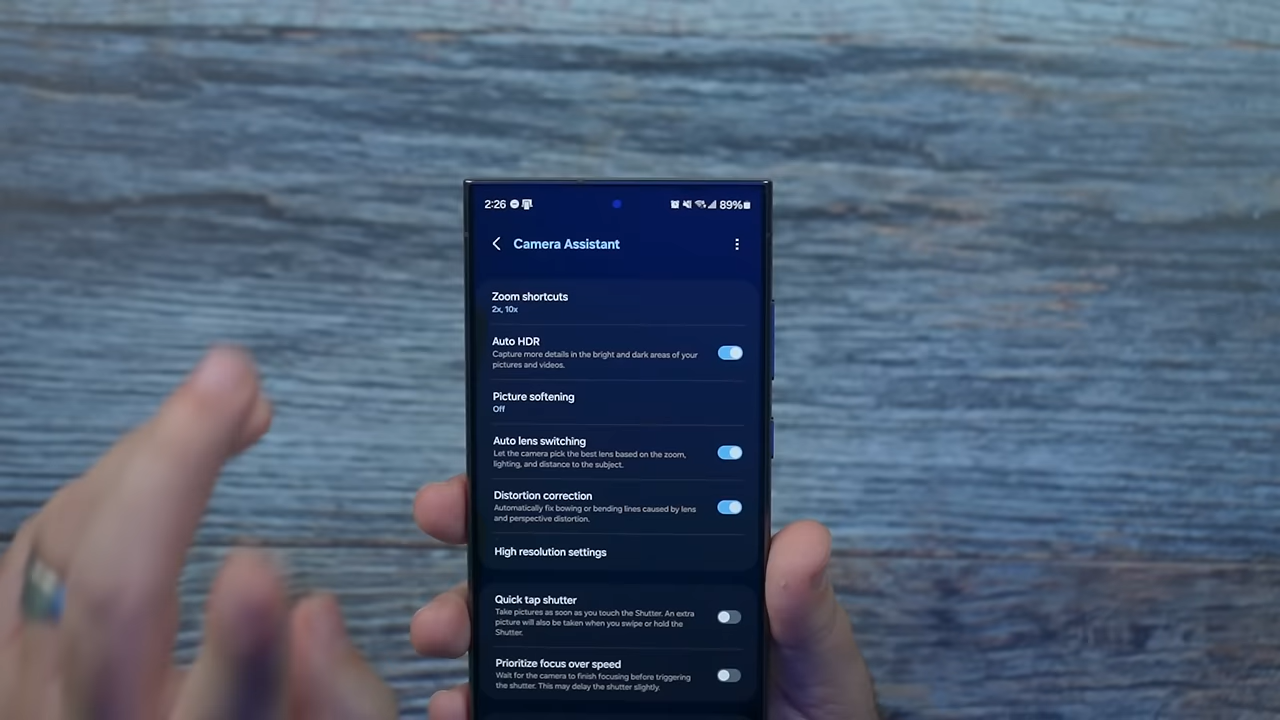 2:26 89%
Camera Assistant
Zoom shortcuts
2x, 10x
Auto HDR
Capture more details in the bright and dark areas of your
pictures and videos.
Picture softening
Off
Auto lens switching
Let the camera pick the best lens based on the zoom,
lighting, and distance to the subject.
Distortion correction
Automatically fix bowing or bending lines caused by lens
and perspective distortion.
High resolution settings
Quick tap shutter
Take pictures as soon as you touch the Shutter. An extra
picture will also be taken when you swipe or hold the
Shutter.
Prioritize focus over speed
Wait for the camera to finish focusing before triggering
the shutter. This may delay the shutter slightly.